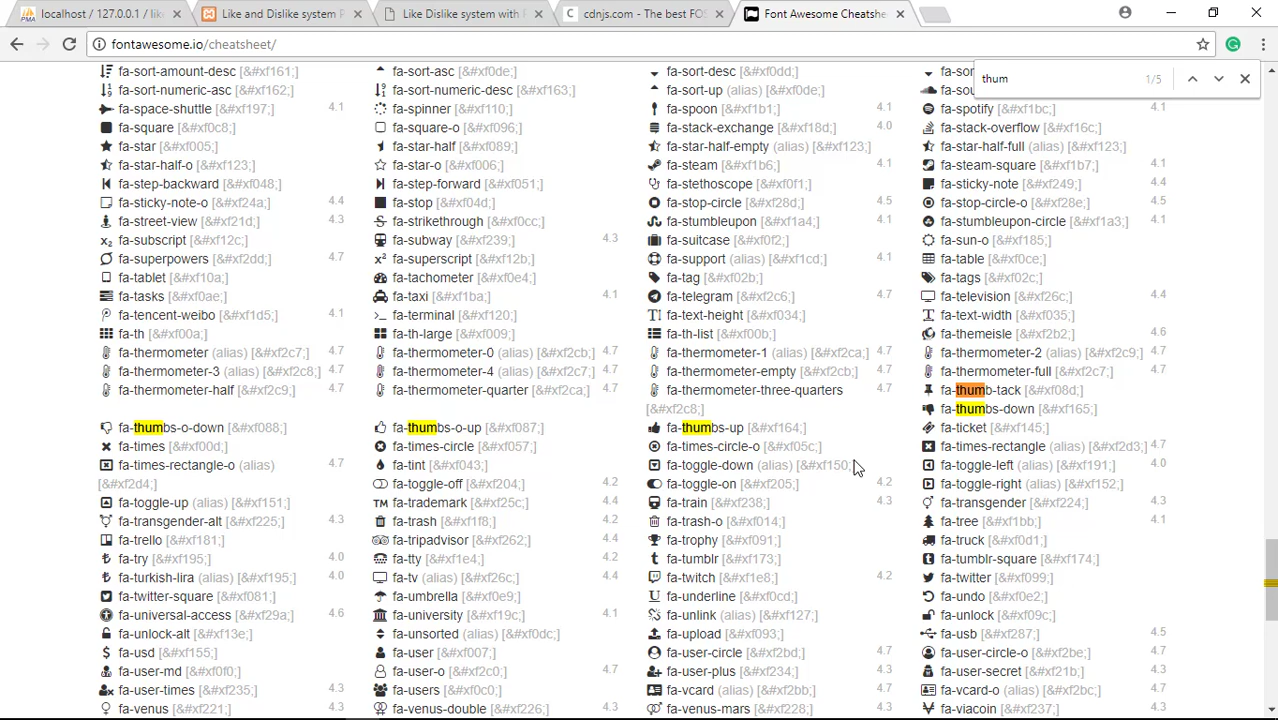 localhost / 127.0.0.1 / lik
Like and Dislike system P
Like Dislike system with F
cdnjs.com - The best FOS
Font Awesome Cheatshe
fontawesome.io/cheatsheet/
thum 1/5
fa-sort-amount-desc [&#xf161;] fa-sort-asc [&#xf0de;] fa-sort-desc [&#xf0dd;] fa-sor
fa-sort-numeric-asc [&#xf162;] fa-sort-numeric-desc [&#xf163;] fa-sort-up (alias) [&#xf0de;] fa-sou
fa-space-shuttle [&#xf197;] 4.1 fa-spinner [&#xf110;] fa-spoon [&#xf1b1;] 4.1 fa-spotify [&#xf1bc;] 4.1
fa-square [&#xf0c8;] fa-square-o [&#xf096;] fa-stack-exchange [&#xf18d;] 4.0 fa-stack-overflow [&#xf16c;]
fa-star [&#xf005;] fa-star-half [&#xf089;] fa-star-half-empty (alias) [&#xf123;] fa-star-half-full (alias) [&#xf123;]
fa-star-half-o [&#xf123;] fa-star-o [&#xf006;] fa-steam [&#xf1b6;] 4.1 fa-steam-square [&#xf1b7;] 4.1
fa-step-backward [&#xf048;] fa-step-forward [&#xf051;] fa-stethoscope [&#xf0f1;] fa-sticky-note [&#xf249;] 4.4
fa-sticky-note-o [&#xf24a;] 4.4 fa-stop [&#xf04d;] fa-stop-circle [&#xf28d;] 4.5 fa-stop-circle-o [&#xf28e;] 4.5
fa-street-view [&#xf21d;] 4.3 fa-strikethrough [&#xf0cc;] fa-stumbleupon [&#xf1a4;] 4.1 fa-stumbleupon-circle [&#xf1a3;] 4.1
fa-subscript [&#xf12c;] fa-subway [&#xf239;] 4.3 fa-suitcase [&#xf0f2;] fa-sun-o [&#xf185;]
fa-superpowers [&#xf2dd;] 4.7 fa-superscript [&#xf12b;] fa-support (alias) [&#xf1cd;] 4.1 fa-table [&#xf0ce;]
fa-tablet [&#xf10a;] fa-tachometer [&#xf0e4;] fa-tag [&#xf02b;] fa-tags [&#xf02c;]
fa-tasks [&#xf0ae;] fa-taxi [&#xf1ba;] 4.1 fa-telegram [&#xf2c6;] 4.7 fa-television [&#xf26c;] 4.4
fa-tencent-weibo [&#xf1d5;] 4.1 fa-terminal [&#xf120;] fa-text-height [&#xf034;] fa-text-width [&#xf035;]
fa-th [&#xf00a;] fa-th-large [&#xf009;] fa-th-list [&#xf00b;] fa-themeisle [&#xf2b2;] 4.6
fa-thermometer (alias) [&#xf2c7;] 4.7 fa-thermometer-0 (alias) [&#xf2cb;] 4.7 fa-thermometer-1 (alias) [&#xf2ca;] 4.7 fa-thermometer-2 (alias) [&#xf2c9;] 4.7
fa-thermometer-3 (alias) [&#xf2c8;] 4.7 fa-thermometer-4 (alias) [&#xf2c7;] 4.7 fa-thermometer-empty [&#xf2cb;] 4.7 fa-thermometer-full [&#xf2c7;] 4.7
fa-thermometer-half [&#xf2c9;] 4.7 fa-thermometer-quarter [&#xf2ca;] 4.7 fa-thermometer-three-quarters 4.7 fa-thumb-tack [&#xf08d;]
[&#xf2c8;] fa-thumbs-down [&#xf165;]
fa-thumbs-o-down [&#xf088;] fa-thumbs-o-up [&#xf087;] fa-thumbs-up [&#xf164;] fa-ticket [&#xf145;]
fa-times [&#xf00d;] fa-times-circle [&#xf057;] fa-times-circle-o [&#xf05c;] fa-times-rectangle [&#xf2d3;] 4.7
fa-times-rectangle-o (alias) 4.7 fa-tint [&#xf043;] fa-toggle-down (alias) [&#xf150; fa-toggle-left [&#xf191;] 4.0
[&#xf2d4;] fa-toggle-off [&#xf204;] 4.2 fa-toggle-on [&#xf205;] 4.2 fa-toggle-right [&#xf152;]
fa-toggle-up (alias) [&#xf151;] fa-trademark [&#xf25c;] 4.4 fa-train [&#xf238;] 4.3 fa-transgender [&#xf224;] 4.3
fa-transgender-alt [&#xf225;] 4.3 fa-trash [&#xf1f8;] 4.2 fa-trash-o [&#xf014;] fa-tree [&#xf1bb;] 4.1
fa-trello [&#xf181;] fa-tripadvisor [&#xf262;] 4.4 fa-trophy [&#xf091;] fa-truck [&#xf0d1;]
fa-try [&#xf195;] 4.0 fa-tty [&#xf1e4;] 4.2 fa-tumblr [&#xf173;] fa-tumblr-square [&#xf174;]
fa-turkish-lira (alias) [&#xf195;] 4.0 fa-tv (alias) [&#xf26c;] 4.4 fa-twitch [&#xf1e8;] 4.2 fa-twitter [&#xf099;]
fa-twitter-square [&#xf081;] fa-umbrella [&#xf0e9;] fa-underline [&#xf0cd;] fa-undo [&#xf0e2;]
fa-universal-access [&#xf29a;] 4.6 fa-university [&#xf19c;] 4.1 fa-unlink (alias) [&#xf127;] fa-unlock [&#xf09c;]
fa-unlock-alt [&#xf13e;] fa-unsorted (alias) [&#xf0dc;] fa-upload [&#xf093;] fa-usb [&#xf287;] 4.5
fa-usd [&#xf155;] fa-user [&#xf007;] fa-user-circle [&#xf2bd;] 4.7 fa-user-circle-o [&#xf2be;] 4.7
fa-user-md [&#xf0f0;] fa-user-o [&#xf2c0;] 4.7 fa-user-plus [&#xf234;] 4.3 fa-user-secret [&#xf21b;] 4.3
fa-user-times [&#xf235;] 4.3 fa-users [&#xf0c0;] fa-vcard (alias) [&#xf2bb;] 4.7 fa-vcard-o [&#xf2bc;] 4.7
fa-venus [&#xf221;] 4.3 fa-venus-double [&#xf226;] 4.3 fa-venus-mars [&#xf228;] 4.3 fa-viacoin [&#xf237;] 4.3